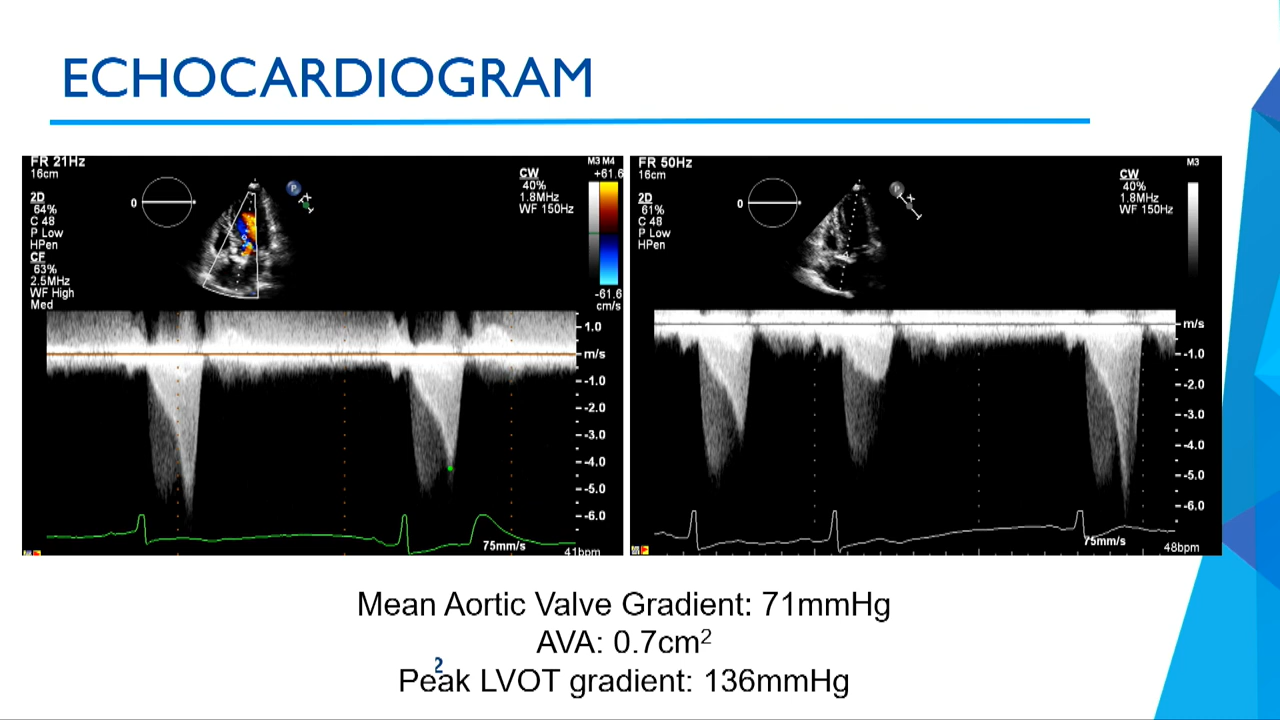 ECHOCARDIOGRAM
FR 21Hz
16cm
2D
64%
C 48
P Low
HPen
CF
63%
2.5MHz
WF High
Med
0
P
CW
40%
1.8MHz
WF 150Hz
M3 M4
+61.6
-61.6
cm/s
1.0
m/s
-1.0
-2.0
-3.0
-4.0
-5.0
-6.0
75mm/s
41bpm
FR 50Hz
16cm
2D
61%
C 48
P Low
HPen
0
P
CW
40%
1.8MHz
WF 150Hz
M3
m/s
-1.0
-2.0
-3.0
-4.0
-5.0
-6.0
75mm/s
48bpm
Mean Aortic Valve Gradient: 71mmHg
AVA: 0.7cm²
2
Peak LVOT gradient: 136mmHg